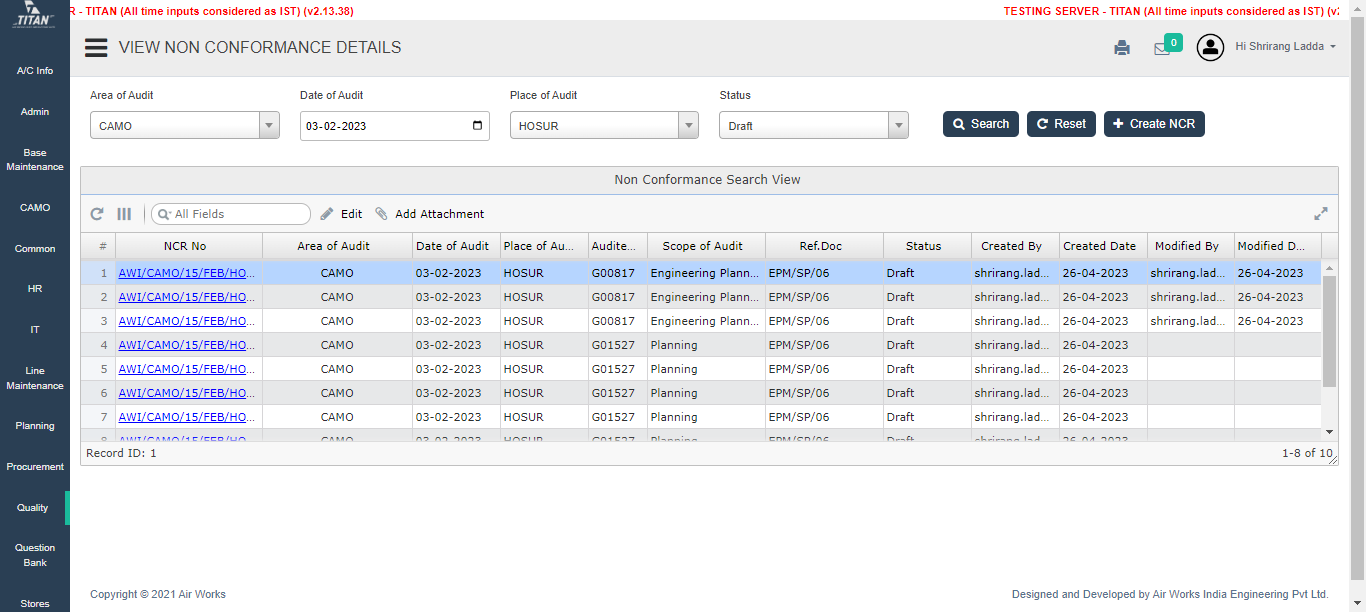 TITAN
R - TITAN (All time inputs considered as IST) (v2.13.38)
TESTING SERVER - TITAN (All time inputs considered as IST)
VIEW NON CONFORMANCE DETAILS
0
Hi Shrirang Ladda
A/C Info
Admin
Base
Maintenance
CAMO
Common
HR
IT
Line
Maintenance
Planning
Procurement
Quality
Question
Bank
Stores
Area of Audit
Date of Audit
Place of Audit
Status
CAMO
03-02-2023
HOSUR
Draft
Search
Reset
+ Create NCR
Non Conformance Search View
All Fields
Edit
Add Attachment
# NCR No Area of Audit Date of Audit Place of Au... Audite... Scope of Audit Ref.Doc Status Created By Created Date Modified By Modified D...
1 AWI/CAMO/15/FEB/HO... CAMO 03-02-2023 HOSUR G00817 Engineering Plann... EPM/SP/06 Draft shrirang.lad... 26-04-2023 shrirang.lad... 26-04-2023
2 AWI/CAMO/15/FEB/HO... CAMO 03-02-2023 HOSUR G00817 Engineering Plann... EPM/SP/06 Draft shrirang.lad... 26-04-2023 shrirang.lad... 26-04-2023
3 AWI/CAMO/15/FEB/HO... CAMO 03-02-2023 HOSUR G00817 Engineering Plann... EPM/SP/06 Draft shrirang.lad... 26-04-2023 shrirang.lad... 26-04-2023
4 AWI/CAMO/15/FEB/HO... CAMO 03-02-2023 HOSUR G01527 Planning EPM/SP/06 Draft shrirang.lad... 26-04-2023
5 AWI/CAMO/15/FEB/HO... CAMO 03-02-2023 HOSUR G01527 Planning EPM/SP/06 Draft shrirang.lad... 26-04-2023
6 AWI/CAMO/15/FEB/HO... CAMO 03-02-2023 HOSUR G01527 Planning EPM/SP/06 Draft shrirang.lad... 26-04-2023
7 AWI/CAMO/15/FEB/HO... CAMO 03-02-2023 HOSUR G01527 Planning EPM/SP/06 Draft shrirang.lad... 26-04-2023
8 AWI/CAMO/15/FEB/HO... CAMO 03-02-2023 HOSUR G01527 Planning EPM/SP/06 Draft shrirang.lad... 26-04-2023
Record ID: 1
1-8 of 10
Copyright © 2021 Air Works
Designed and Developed by Air Works India Engineering Pvt Ltd.